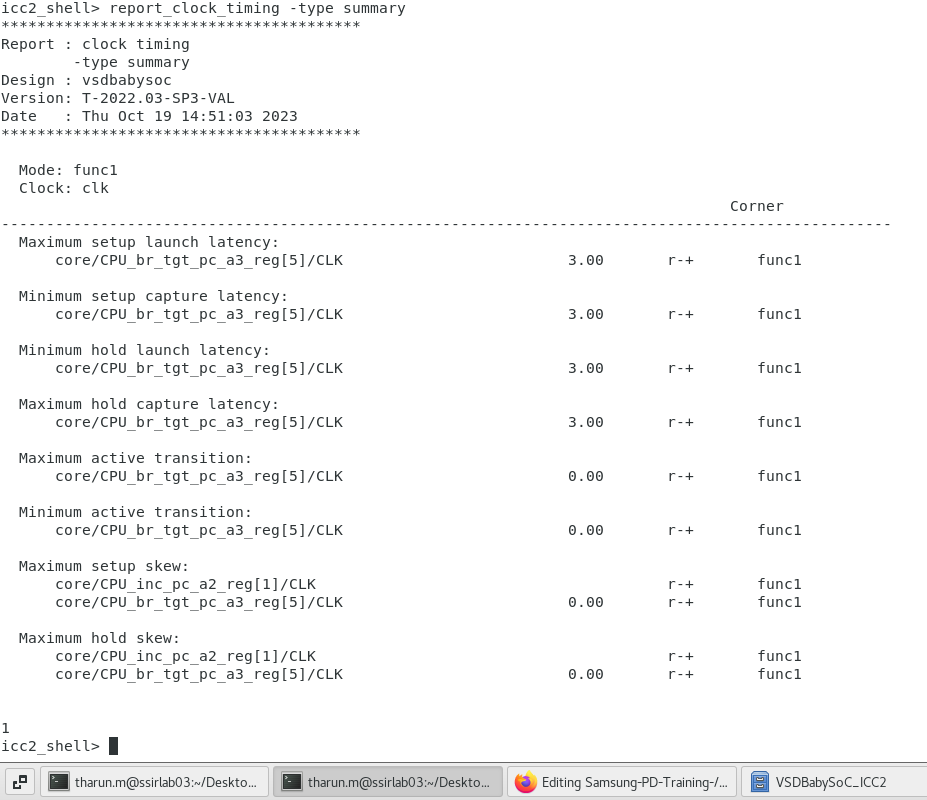 icc2_shell> report_clock_timing -type summary
****************************************
Report : clock timing
        -type summary
Design : vsdbabysoc
Version: T-2022.03-SP3-VAL
Date   : Thu Oct 19 14:51:03 2023
****************************************
  Mode: func1
  Clock: clk
                                                                                 Corner
---------------------------------------------------------------------------------------------------
  Maximum setup launch latency:
      core/CPU_br_tgt_pc_a3_reg[5]/CLK                         3.00       r-+       func1
  Minimum setup capture latency:
      core/CPU_br_tgt_pc_a3_reg[5]/CLK                         3.00       r-+       func1
  Minimum hold launch latency:
      core/CPU_br_tgt_pc_a3_reg[5]/CLK                         3.00       r-+       func1
  Maximum hold capture latency:
      core/CPU_br_tgt_pc_a3_reg[5]/CLK                         3.00       r-+       func1
  Maximum active transition:
      core/CPU_br_tgt_pc_a3_reg[5]/CLK                         0.00       r-+       func1
  Minimum active transition:
      core/CPU_br_tgt_pc_a3_reg[5]/CLK                         0.00       r-+       func1
  Maximum setup skew:
      core/CPU_inc_pc_a2_reg[1]/CLK                                       r-+       func1
      core/CPU_br_tgt_pc_a3_reg[5]/CLK                         0.00       r-+       func1
  Maximum hold skew:
      core/CPU_inc_pc_a2_reg[1]/CLK                                       r-+       func1
      core/CPU_br_tgt_pc_a3_reg[5]/CLK                         0.00       r-+       func1
1
icc2_shell>
tharun.m@ssirlab03:~/Deskto... tharun.m@ssirlab03:~/Deskto... Editing Samsung-PD-Training-/... VSDBabySoC_ICC2